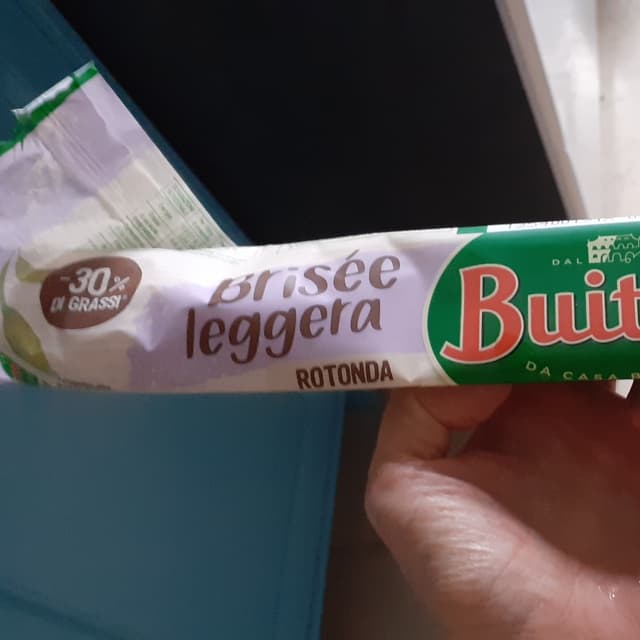 -30%
DI GRASSI*
Brisée
leggera
ROTONDA
DAL
Buit
DA CASA